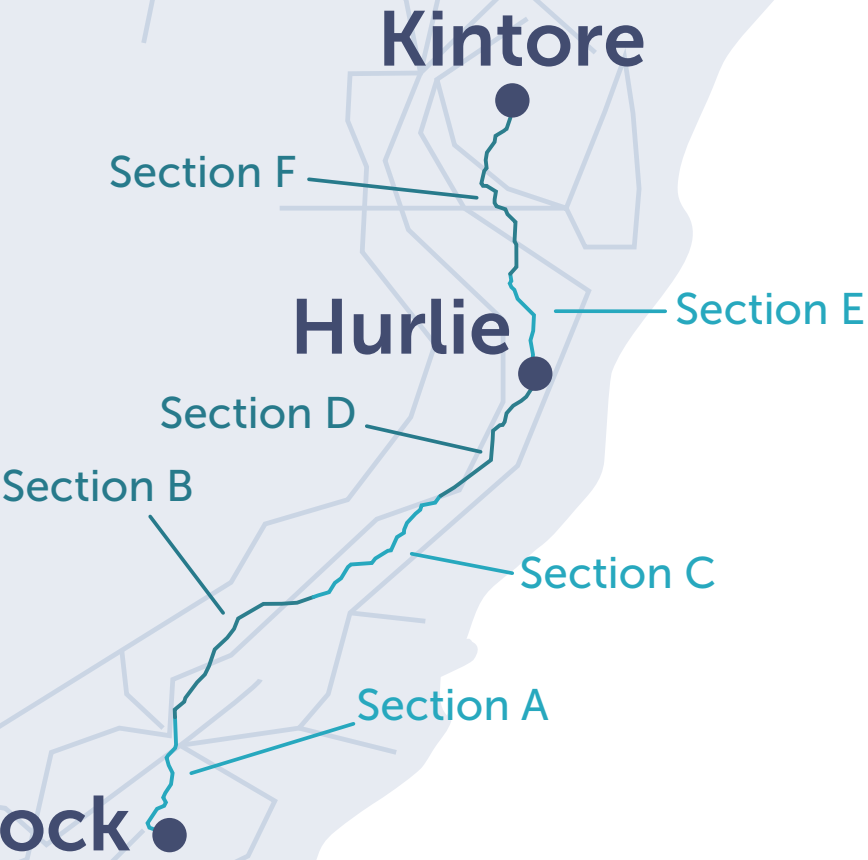 Kintore
Section F
Section E
Hurlie
Section D
Section B
Section C
Section A
ock